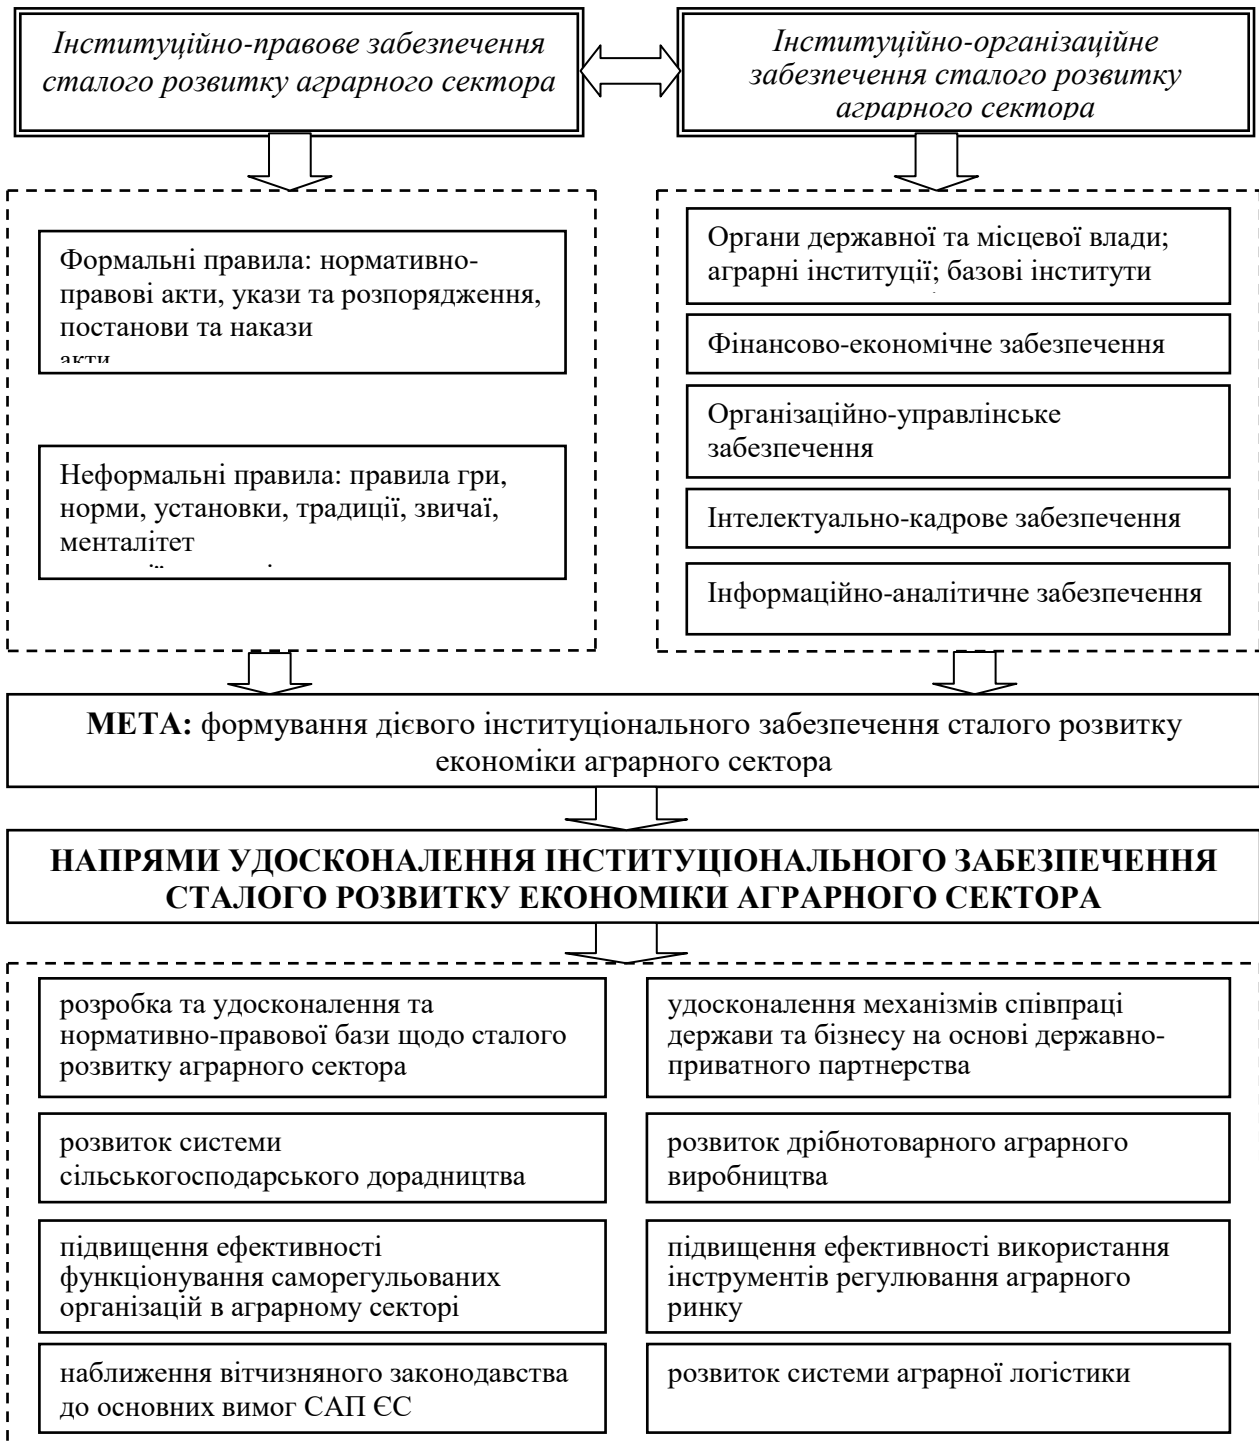 Інституційно-правове забезпечення
сталого розвитку аграрного сектора
Інституційно-організаційне
забезпечення сталого розвитку
аграрного сектора
Формальні правила: нормативно-
правові акти, укази та розпорядження,
постанови та накази
акти
Неформальні правила: правила гри,
норми, установки, традиції, звичаї,
менталітет
Органи державної та місцевої влади;
аграрні інституції; базові інститути
Фінансово-економічне забезпечення
Організаційно-управлінське
забезпечення
Інтелектуально-кадрове забезпечення
Інформаційно-аналітичне забезпечення
МЕТА: формування дієвого інституціонального забезпечення сталого розвитку
економіки аграрного сектора
НАПРЯМИ УДОСКОНАЛЕННЯ ІНСТИТУЦІОНАЛЬНОГО ЗАБЕЗПЕЧЕННЯ
СТАЛОГО РОЗВИТКУ ЕКОНОМІКИ АГРАРНОГО СЕКТОРА
розробка та удосконалення та
нормативно-правової бази щодо сталого
розвитку аграрного сектора
удосконалення механізмів співпраці
держави та бізнесу на основі державно-
приватного партнерства
розвиток системи
сільськогосподарського дорадництва
розвиток дрібнотоварного аграрного
виробництва
підвищення ефективності
функціонування саморегульованих
організацій в аграрному секторі
підвищення ефективності використання
інструментів регулювання аграрного
ринку
наближення вітчизняного законодавства
до основних вимог САП ЄС
розвиток системи аграрної логістики